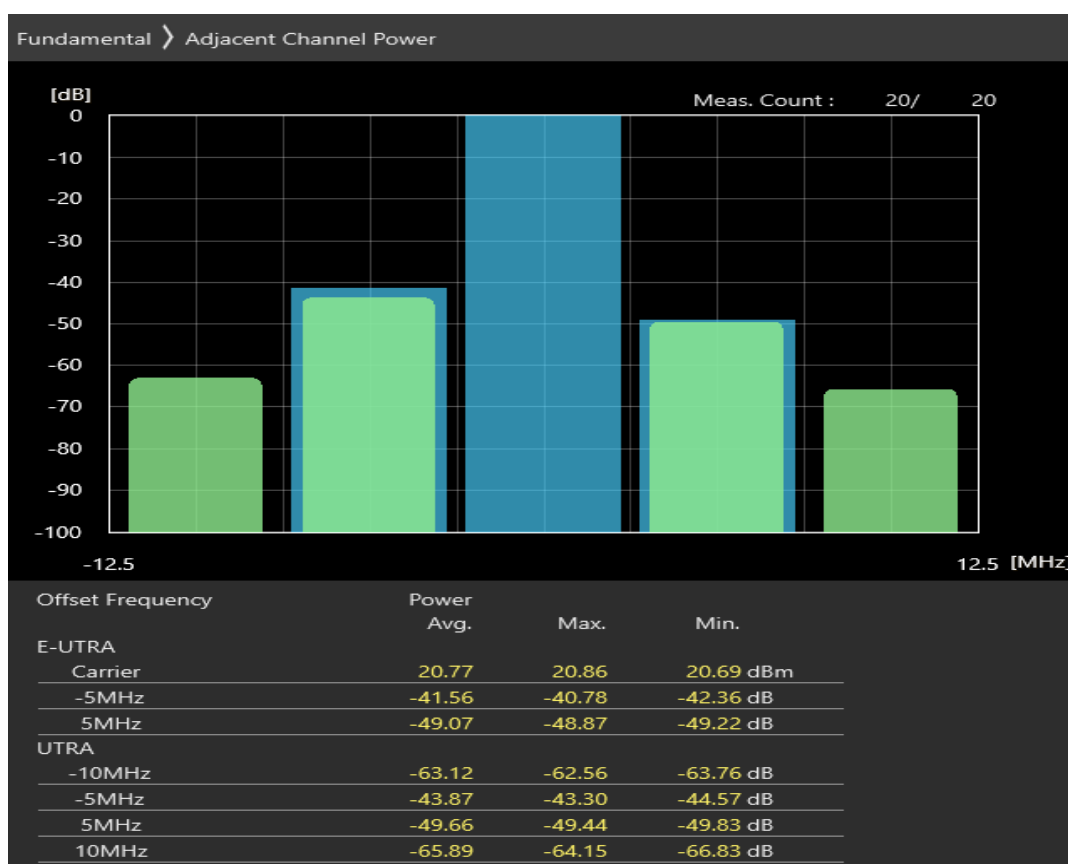 Fundamental ❯ Adjacent Channel Power
[dB]
Meas. Count : 20/ 20
0
-10
-20
-30
-40
-50
-60
-70
-80
-90
-100
-12.5 12.5 [MHz]
Offset Frequency Power
Avg. Max. Min.
E-UTRA
Carrier 20.77 20.86 20.69 dBm
-5MHz -41.56 -40.78 -42.36 dB
5MHz -49.07 -48.87 -49.22 dB
UTRA
-10MHz -63.12 -62.56 -63.76 dB
-5MHz -43.87 -43.30 -44.57 dB
5MHz -49.66 -49.44 -49.83 dB
10MHz -65.89 -64.15 -66.83 dB